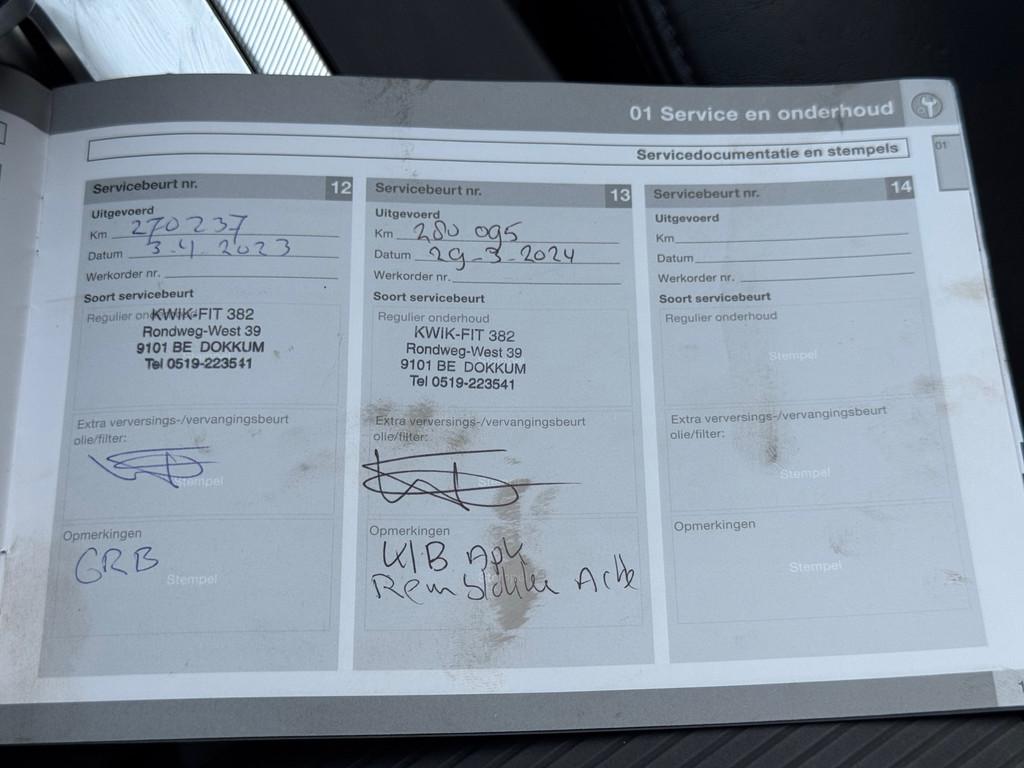 01 Service en onderhoud
01
Servicedocumentatie en stempels
Servicebeurt nr. 12
Uitgevoerd
Km 270237
Datum 3-4-2023
Werkorder nr.
Soort servicebeurt
Regulier onderhoud
KWIK-FIT 382
Rondweg-West 39
9101 BE DOKKUM
Tel 0519-223541
Extra verversings-/vervangingsbeurt
olie/filter:
Stempel
Opmerkingen
GRB
Stempel
Servicebeurt nr. 13
Uitgevoerd
Km 280 095
Datum 29-3-2024
Werkorder nr.
Soort servicebeurt
Regulier onderhoud
KWIK-FIT 382
Rondweg-West 39
9101 BE DOKKUM
Tel 0519-223541
Extra verversings-/vervangingsbeurt
olie/filter:
Opmerkingen
KIB Apk
Remblokke
Servicebeurt nr. 14
Uitgevoerd
Km
Datum
Werkorder nr.
Soort servicebeurt
Regulier onderhoud
Stempel
Extra verversings-/vervangingsbeurt
olie/filter:
Stempel
Opmerkingen
Stempel